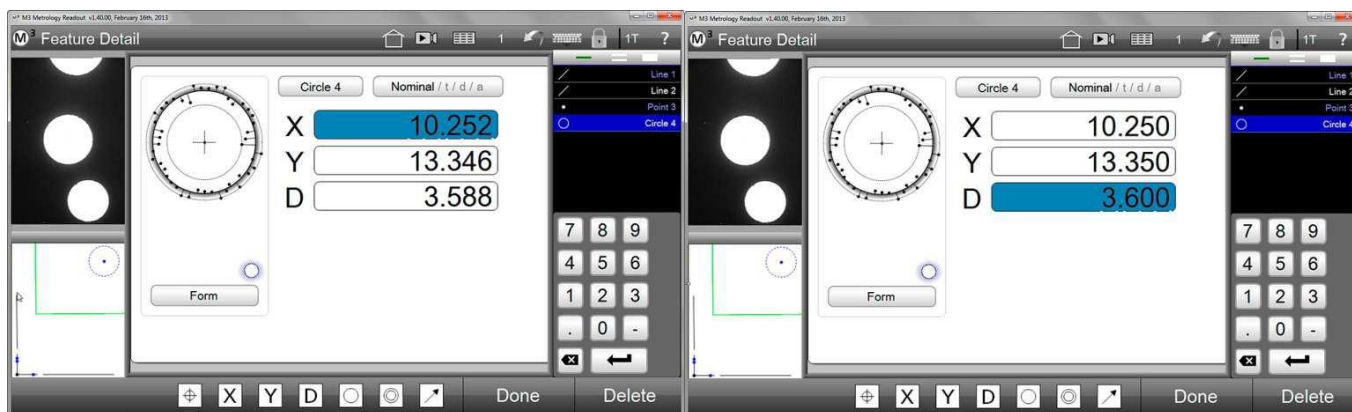 M³ M3 Metrology Readout v1.40.00, February 16th, 2013
M³ Feature Detail
1
1T
?
Circle 4
Nominal / t / d / a
X 10.252
Y 13.346
D 3.588
Form
Line 1
Line 2
Point 3
Circle 4
7 8 9
4 5 6
1 2 3
. 0 -
X Y D
Done
Delete
M³ M3 Metrology Readout v1.40.00, February 16th, 2013
M³ Feature Detail
1
1T
?
Circle 4
Nominal / t / d / a
X 10.250
Y 13.350
D 3.600
Form
Line 1
Line 2
Point 3
Circle 4
7 8 9
4 5 6
1 2 3
. 0 -
X Y D
Done
Delete